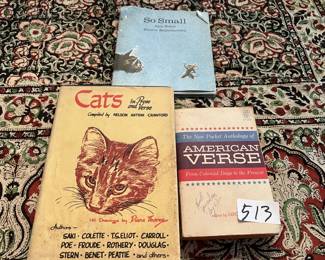 So Small
Cats
in Prose
and Verse
Compiled by NELSON ANTRIM CRAWFORD
Drawings by Diana Thorne
Authors
SAKI · COLETTE · T.S. ELIOT · CARROLL
POE · FROUDE · ROTHERY · DOUGLAS
STERN · BENET · PEATTIE and others
The New Pocket Anthology of
AMERICAN
VERSE
From Colonial Days to the Present
513